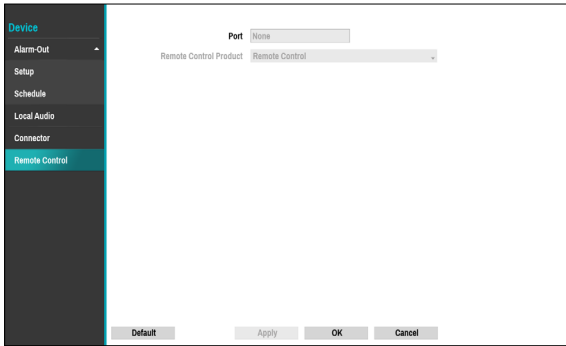 Device
Alarm-Out
Setup
Schedule
Local Audio
Connector
Remote Control
Port None
Remote Control Product Remote Control
Default Apply OK Cancel